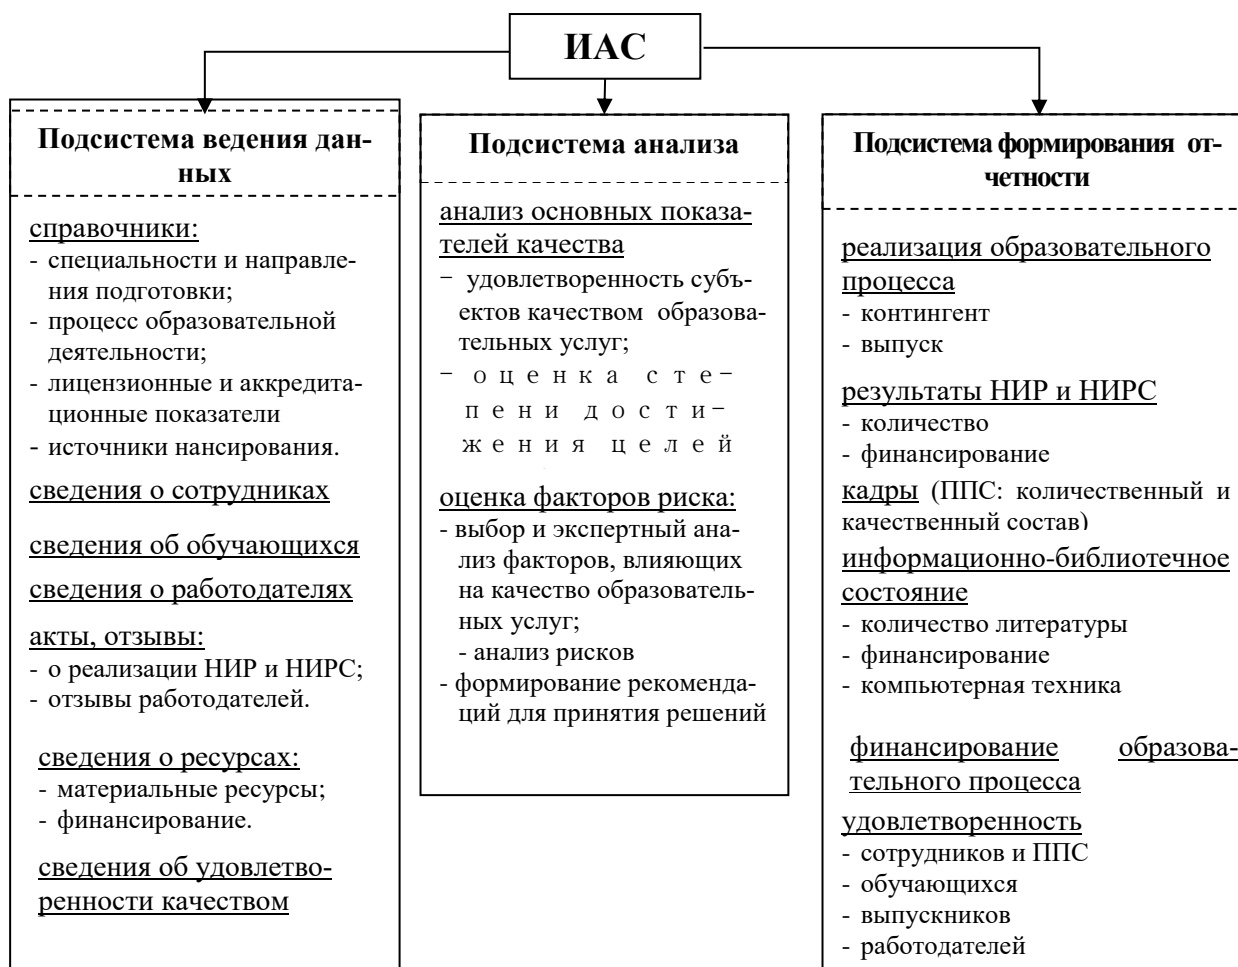 ИАС
Подсистема ведения дан-
ных
справочники:
- специальности и направле-
ния подготовки;
- процесс образовательной
деятельности;
- лицензионные и аккредита-
ционные показатели
- источники нансирования.
сведения о сотрудниках
сведения об обучающихся
сведения о работодателях
акты, отзывы:
- о реализации НИР и НИРС;
- отзывы работодателей.
сведения о ресурсах:
- материальные ресурсы;
- финансирование.
сведения об удовлетво-
ренности качеством
Подсистема анализа
анализ основных показа-
телей качества
- удовлетворенность субъ-
ектов качеством образова-
тельных услуг;
- оценка сте-
пени дости-
жения целей
оценка факторов риска:
- выбор и экспертный ана-
лиз факторов, влияющих
на качество образователь-
ных услуг;
- анализ рисков
- формирование рекоменда-
ций для принятия решений
Подсистема формирования от-
четности
реализация образовательного
процесса
- контингент
- выпуск
результаты НИР и НИРС
- количество
- финансирование
кадры (ППС: количественный и
качественный состав)
информационно-библиотечное
состояние
- количество литературы
- финансирование
- компьютерная техника
финансирование образова-
тельного процесса
удовлетворенность
- сотрудников и ППС
- обучающихся
- выпускников
- работодателей